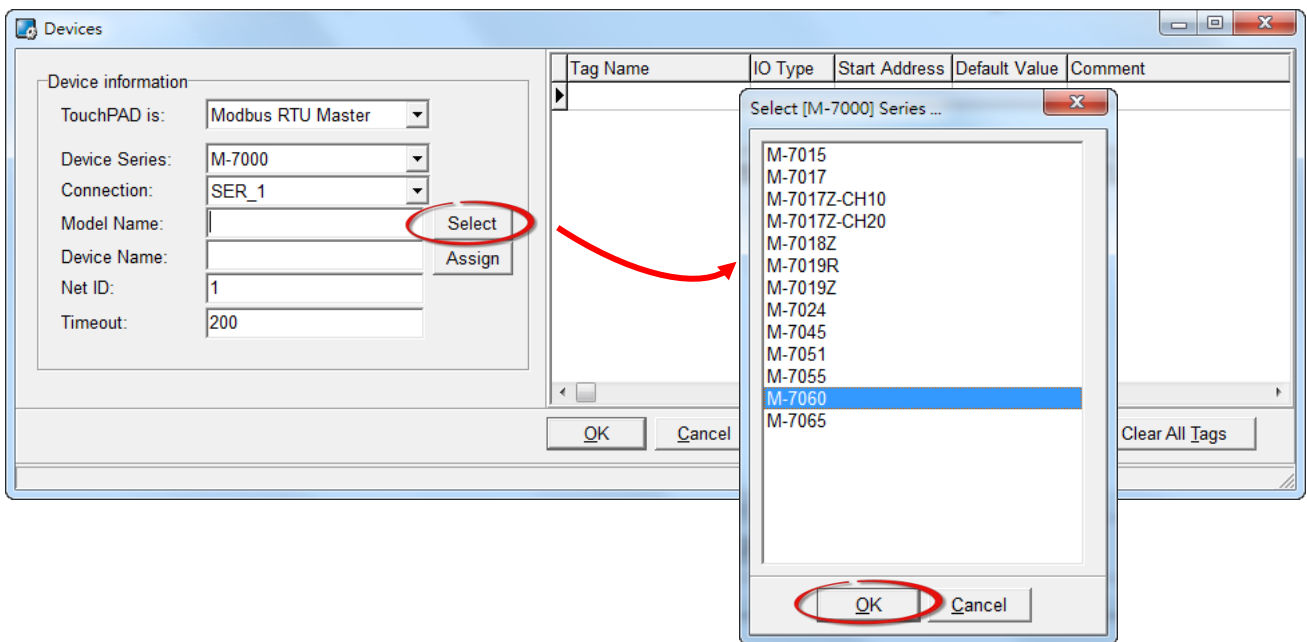 Devices
Device information
TouchPAD is: Modbus RTU Master
Device Series: M-7000
Connection: SER_1
Model Name: Select
Device Name: Assign
Net ID: 1
Timeout: 200
Tag Name IO Type Start Address Default Value Comment
OK Cancel Clear All Tags
Select [M-7000] Series ...
M-7015
M-7017
M-7017Z-CH10
M-7017Z-CH20
M-7018Z
M-7019R
M-7019Z
M-7024
M-7045
M-7051
M-7055
M-7060
M-7065
OK Cancel